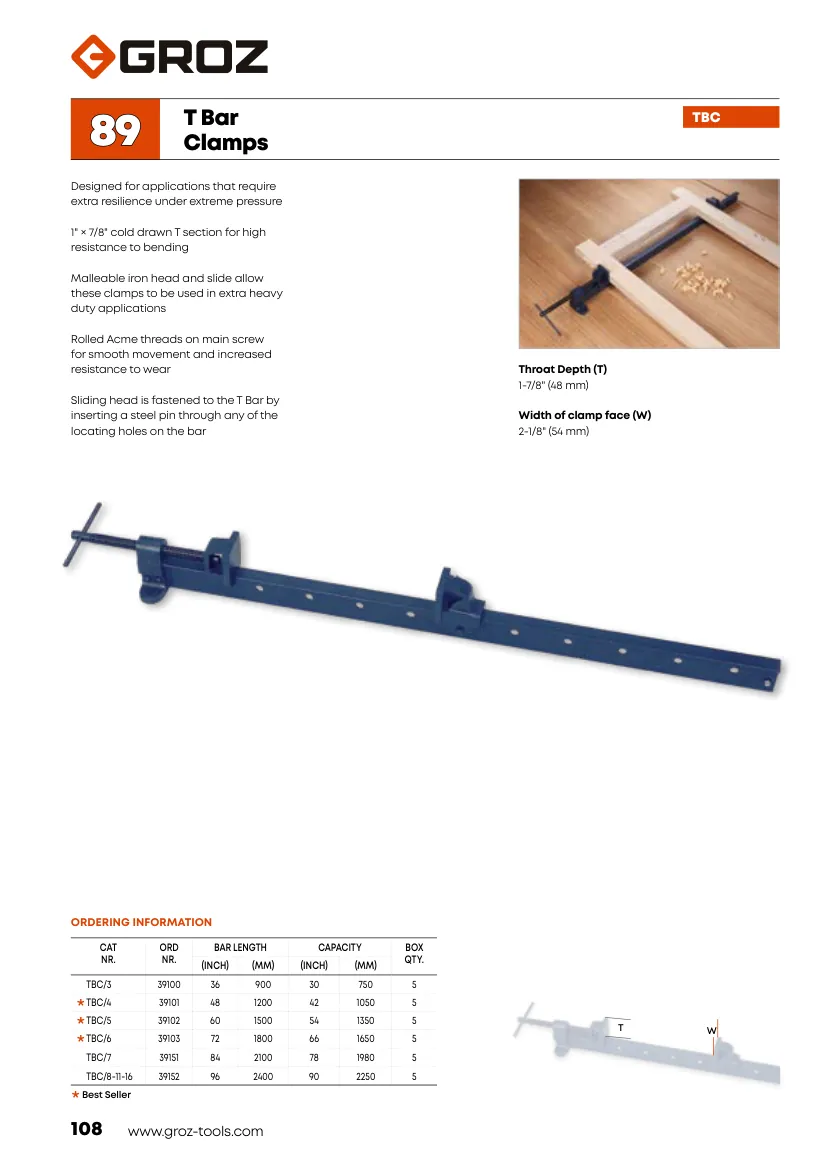 GROZ
89
T Bar
Clamps
TBC
Designed for applications that require
extra resilience under extreme pressure
1" × 7/8" cold drawn T section for high
resistance to bending
Malleable iron head and slide allow
these clamps to be used in extra heavy
duty applications
Rolled Acme threads on main screw
for smooth movement and increased
resistance to wear
Sliding head is fastened to the T Bar by
inserting a steel pin through any of the
locating holes on the bar
Throat Depth (T)
1-7/8" (48 mm)
Width of clamp face (W)
2-1/8" (54 mm)
ORDERING INFORMATION
CAT NR. ORD NR. BAR LENGTH CAPACITY BOX QTY.
(INCH) (MM) (INCH) (MM)
TBC/3 39100 36 900 30 750 5
* TBC/4 39101 48 1200 42 1050 5
* TBC/5 39102 60 1500 54 1350 5
* TBC/6 39103 72 1800 66 1650 5
TBC/7 39151 84 2100 78 1980 5
TBC/8-11-16 39152 96 2400 90 2250 5
* Best Seller
T
W
108 www.groz-tools.com